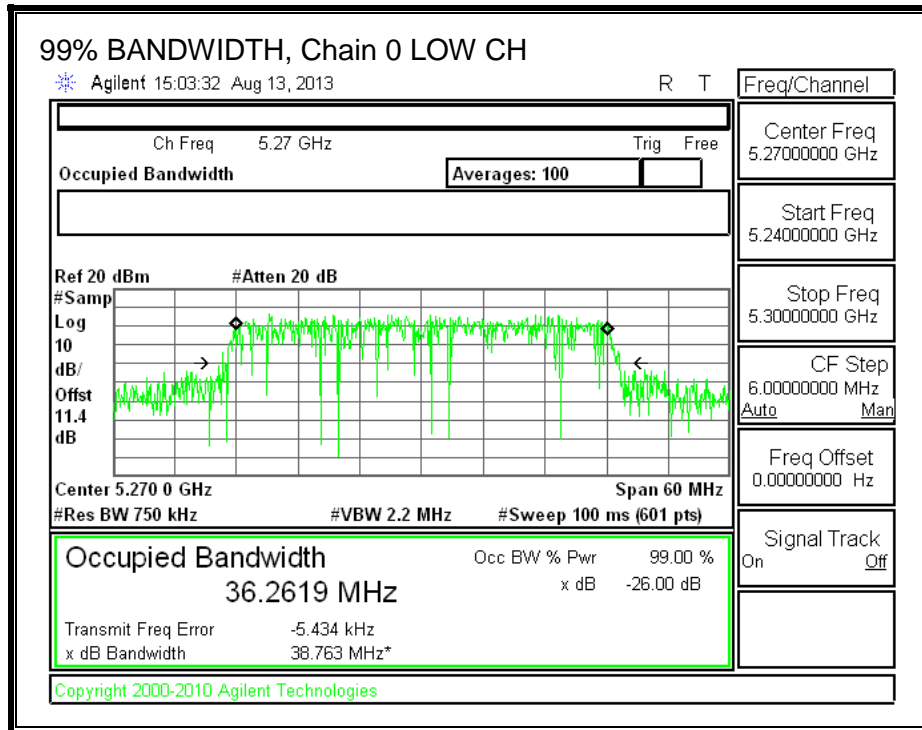 99% BANDWIDTH, Chain 0 LOW CH
Agilent 15:03:32 Aug 13, 2013 R T
Freq/Channel
Ch Freq 5.27 GHz Trig Free
Occupied Bandwidth Averages: 100
Center Freq
5.27000000 GHz
Start Freq
5.24000000 GHz
Stop Freq
5.30000000 GHz
CF Step
6.00000000 MHz
Auto Man
Freq Offset
0.00000000 Hz
Signal Track
On Off
Ref 20 dBm #Atten 20 dB
#Samp
Log
10
dB/
Offst
11.4
dB
Center 5.270 0 GHz Span 60 MHz
#Res BW 750 kHz #VBW 2.2 MHz #Sweep 100 ms (601 pts)
Occupied Bandwidth Occ BW % Pwr 99.00 %
36.2619 MHz x dB -26.00 dB
Transmit Freq Error -5.434 kHz
x dB Bandwidth 38.763 MHz*
Copyright 2000-2010 Agilent Technologies